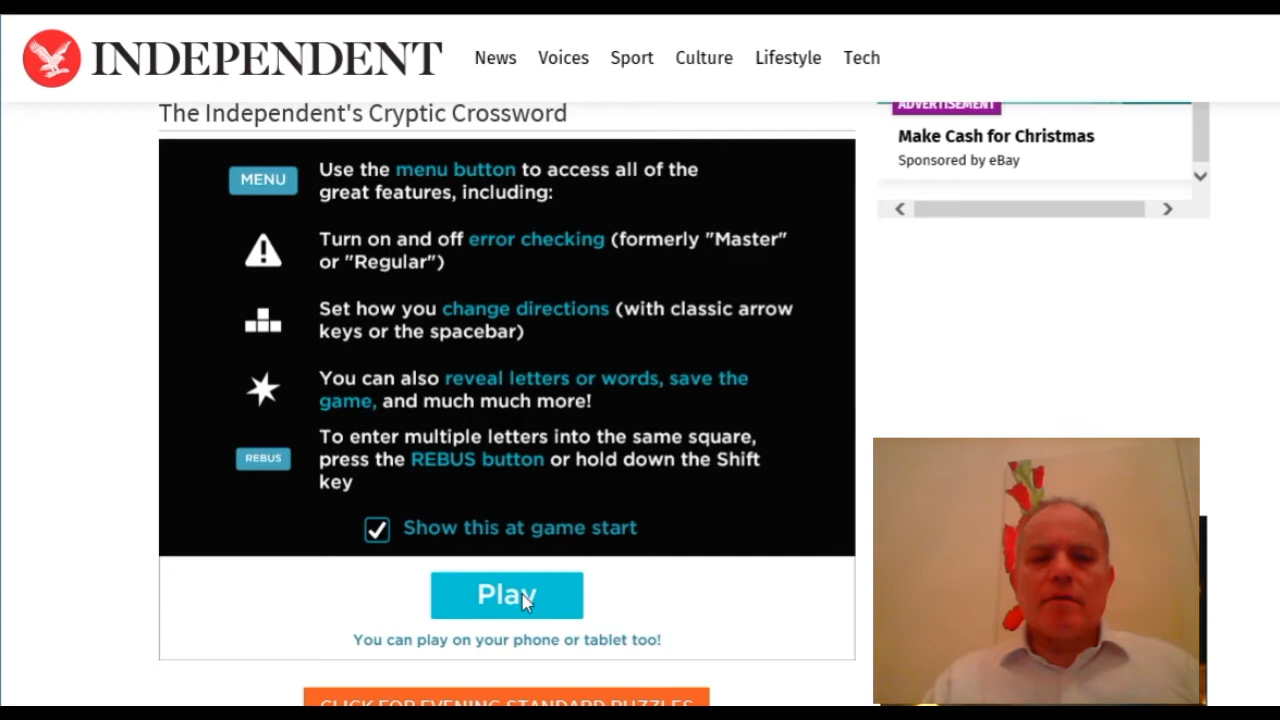 INDEPENDENT
News Voices Sport Culture Lifestyle Tech
The Independent's Cryptic Crossword
MENU
Use the menu button to access all of the
great features, including:
Turn on and off error checking (formerly "Master"
or "Regular")
Set how you change directions (with classic arrow
keys or the spacebar)
You can also reveal letters or words, save the
game, and much much more!
REBUS
To enter multiple letters into the same square,
press the REBUS button or hold down the Shift
key
Show this at game start
Play
You can play on your phone or tablet too!
CLICK FOR EVENING STANDARD PUZZLES
ADVERTISEMENT
Make Cash for Christmas
Sponsored by eBay